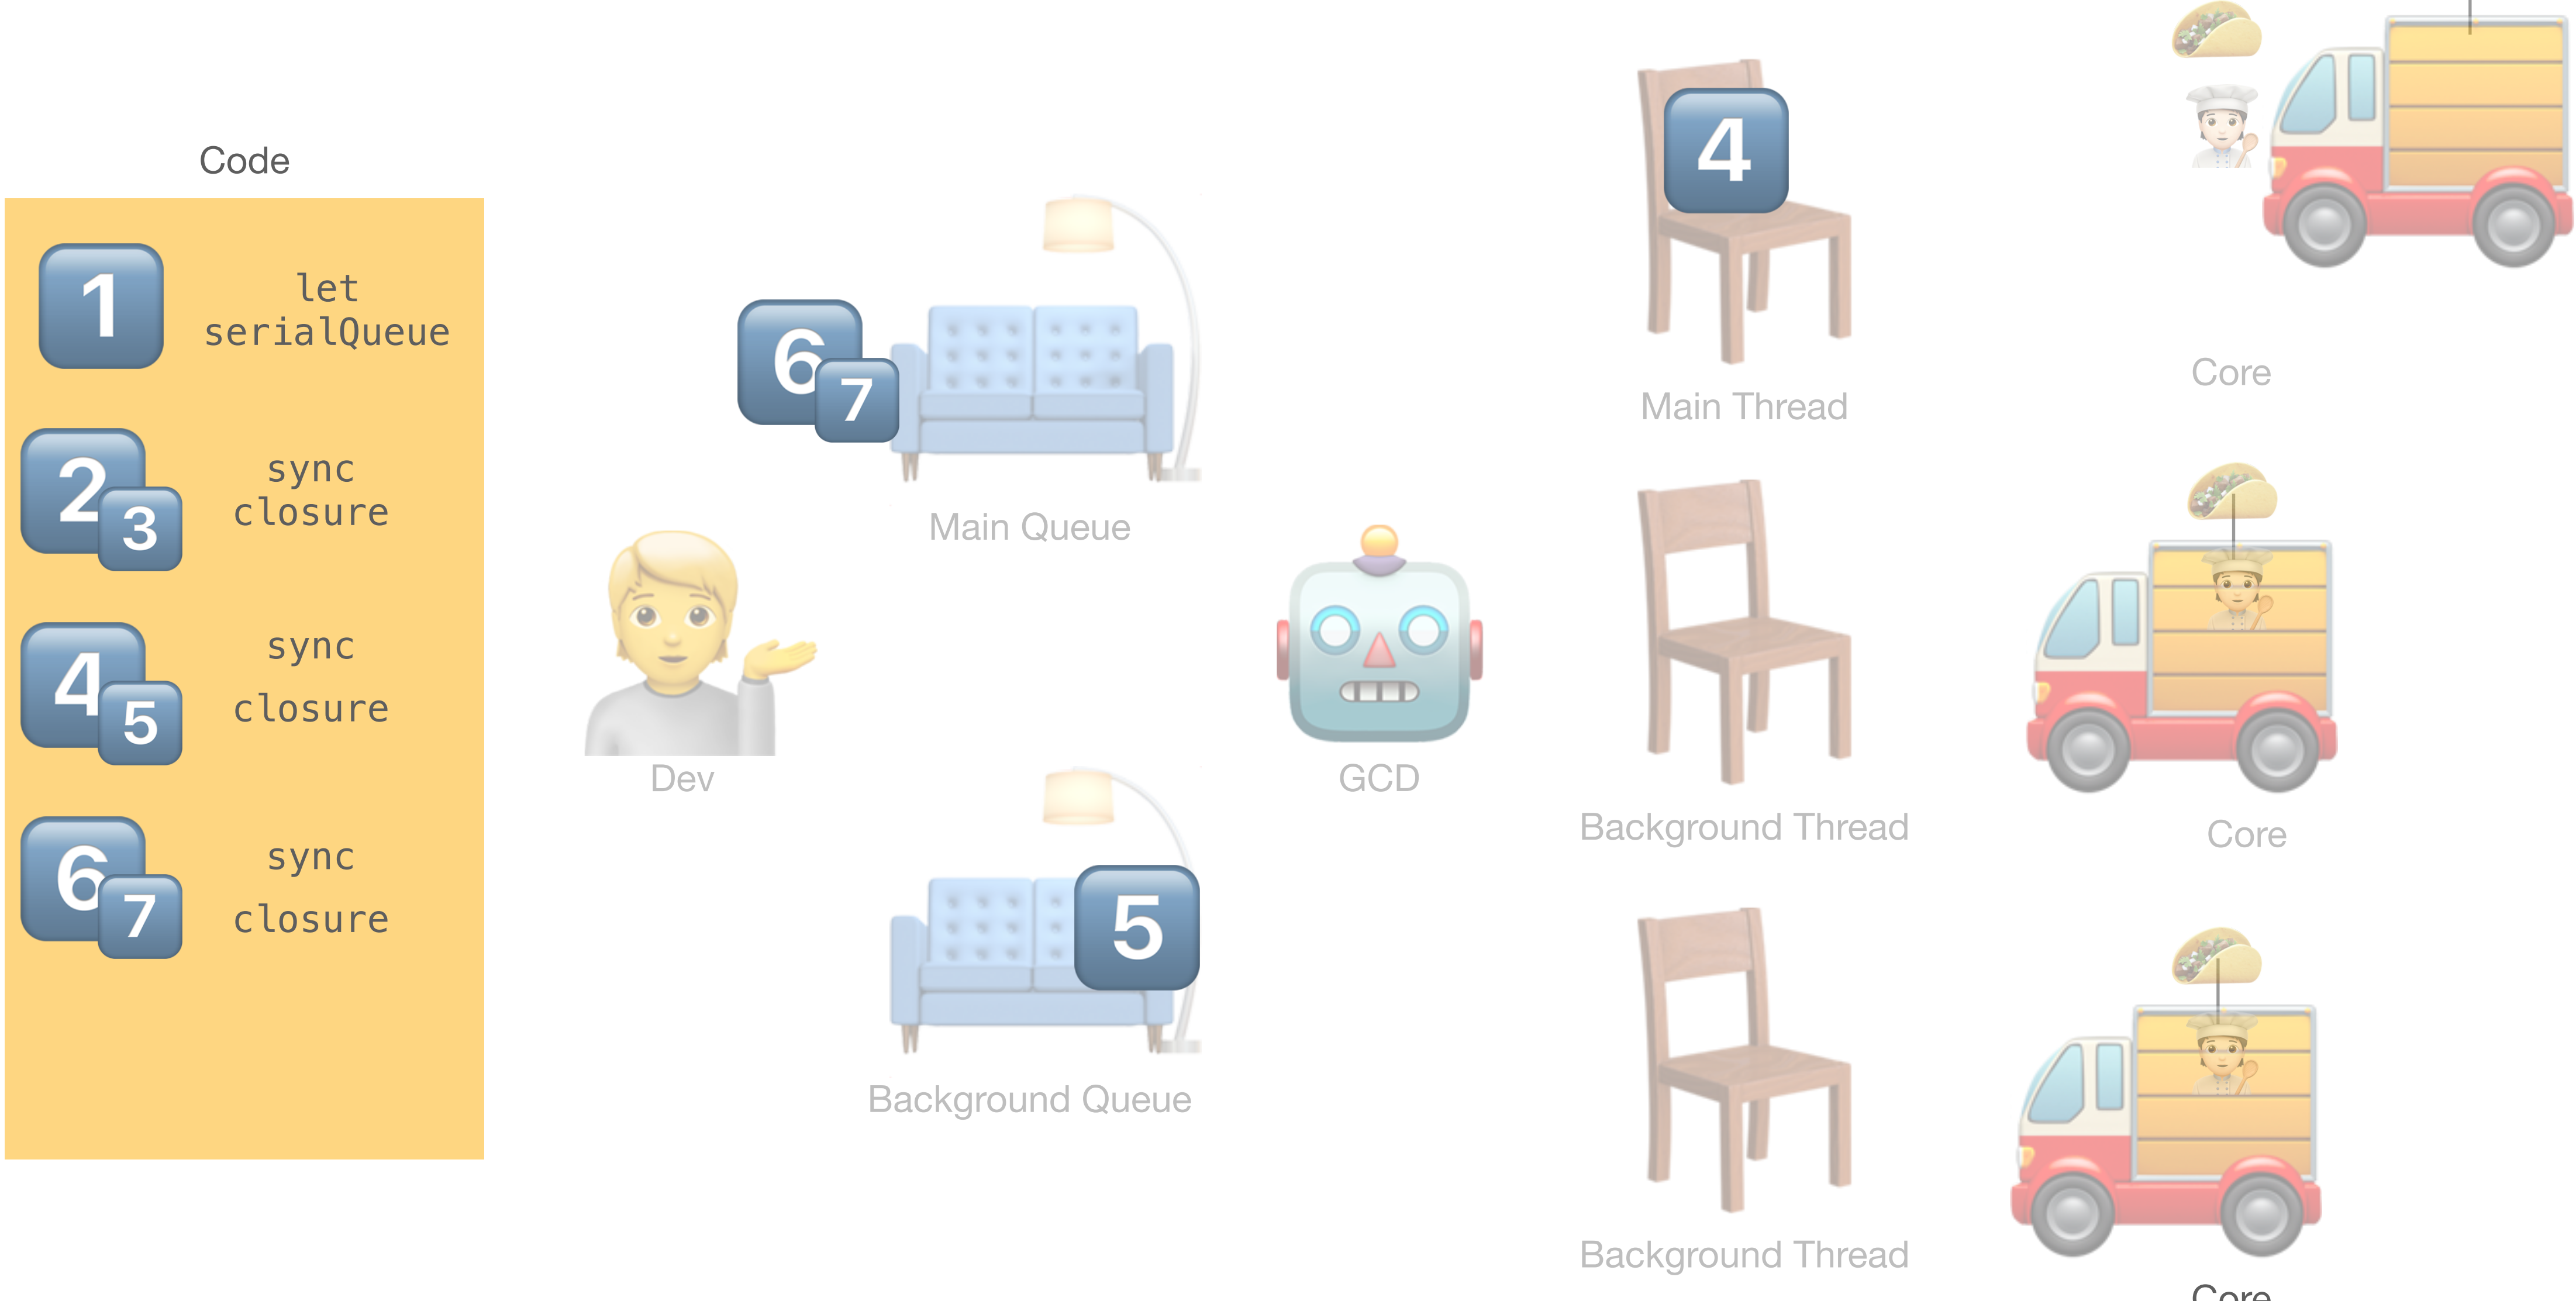 Code
1
let
serialQueue
2
3
sync
closure
4
5
sync
closure
6
7
sync
closure
6
7
Main Queue
Dev
5
Background Queue
GCD
4
Main Thread
Background Thread
Background Thread
Core
Core
Core